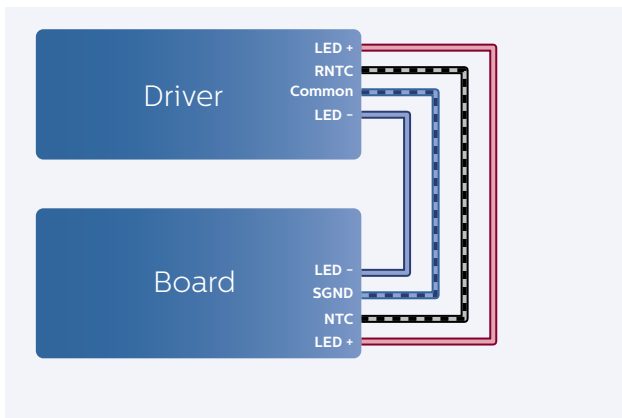 Driver
LED +
RNTC
Common
LED −
Board
LED −
SGND
NTC
LED +